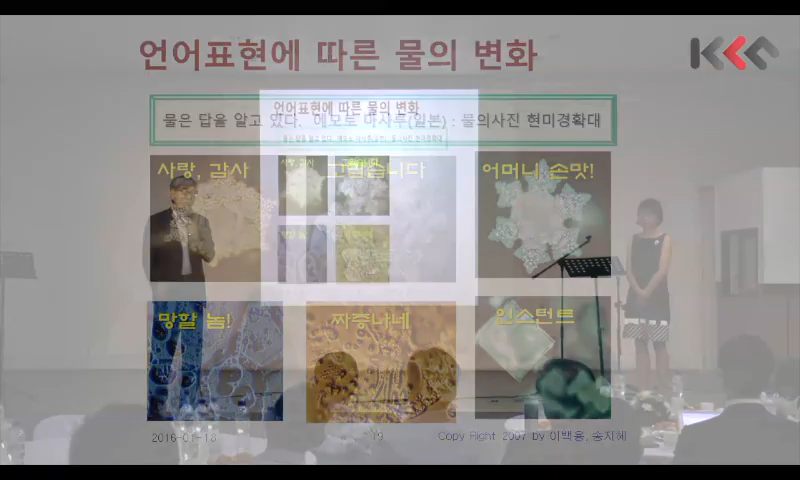 언어표현에 따른 물의 변화
KCC
물은 답을 알고 있다. 에모토 마사루(일본) : 물의사진 현미경확대
언어표현에 따른 물의 변화
사랑, 감사
고맙습니다
어머니 손맛!
망할 놈!
짜증나네
인스턴트
2016-01-13
19
Copy Right 2007 by 이백용, 송지혜